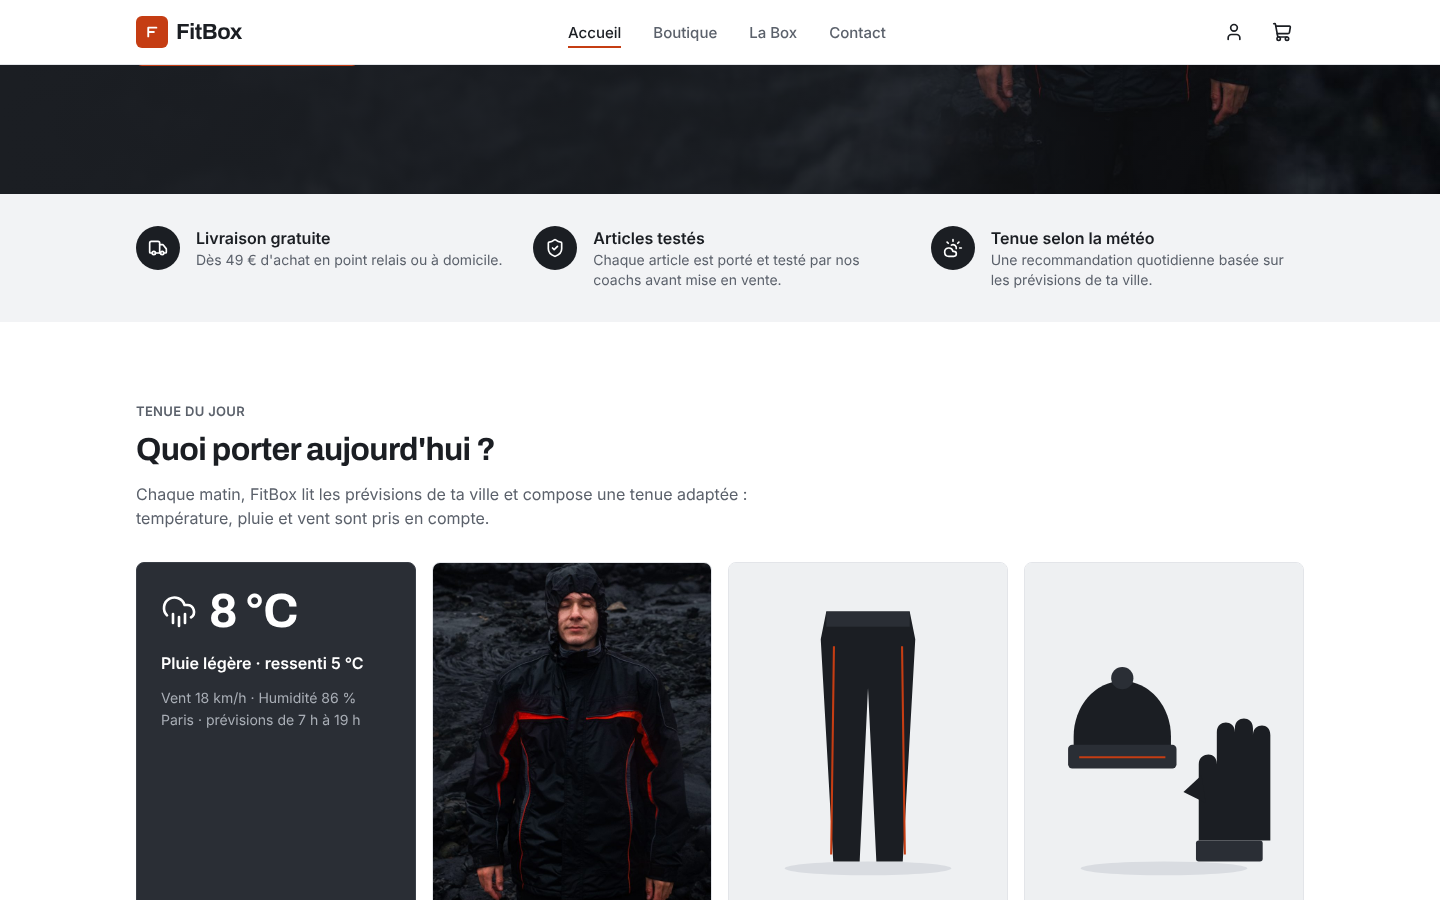 FitBox
Accueil
Boutique
La Box
Contact
Livraison gratuite
Dès 49 € d'achat en point relais ou à domicile.
Articles testés
Chaque article est porté et testé par nos
coachs avant mise en vente.
Tenue selon la météo
Une recommandation quotidienne basée sur
les prévisions de ta ville.
TENUE DU JOUR
Quoi porter aujourd'hui ?
Chaque matin, FitBox lit les prévisions de ta ville et compose une tenue adaptée :
température, pluie et vent sont pris en compte.
8 °C
Pluie légère · ressenti 5 °C
Vent 18 km/h · Humidité 86 %
Paris · prévisions de 7 h à 19 h